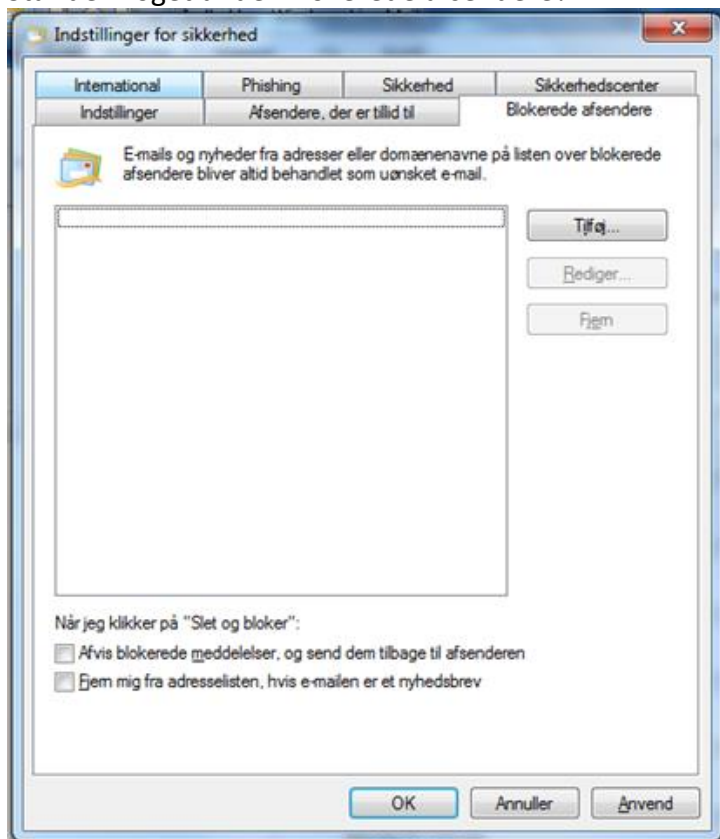 Indstillinger for sikkerhed
International Phishing Sikkerhed Sikkerhedscenter
Indstillinger Afsendere, der er tillid til Blokerede afsendere
E-mails og nyheder fra adresser eller domænenavne på listen over blokerede
afsendere bliver altid behandlet som uønsket e-mail.
Tilføj...
Rediger...
Fjern
Når jeg klikker på "Slet og bloker":
Afvis blokerede meddelelser, og send dem tilbage til afsenderen
Fjern mig fra adresselisten, hvis e-mailen er et nyhedsbrev
OK Annuller Anvend